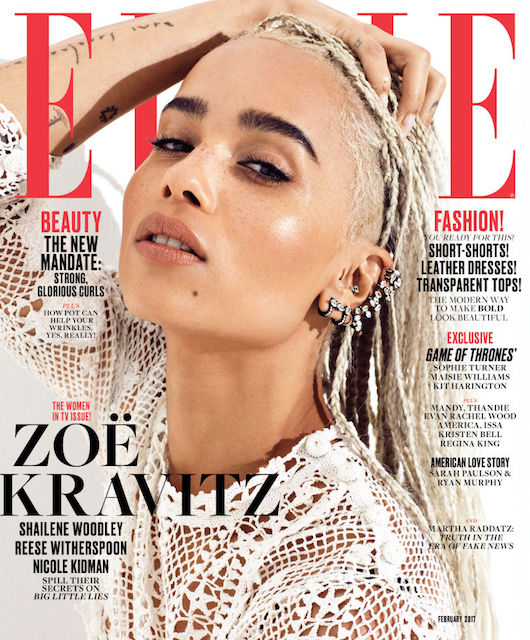 ELLE
BEAUTY
THE NEW
MANDATE:
STRONG,
GLORIOUS CURLS
PLUS
HOW POT CAN
HELP YOUR
WRINKLES.
YES, REALLY!
THE WOMEN
IN TV ISSUE!
ZOË
KRAVITZ
SHAILENE WOODLEY
REESE WITHERSPOON
NICOLE KIDMAN
SPILL THEIR
SECRETS ON
BIG LITTLE LIES
FASHION!
YOU READY FOR THIS?
SHORT-SHORTS!
LEATHER DRESSES!
TRANSPARENT TOPS!
THE MODERN WAY
TO MAKE BOLD
LOOK BEAUTIFUL
EXCLUSIVE
GAME OF THRONES'
SOPHIE TURNER
MAISIE WILLIAMS
KIT HARINGTON
PLUS
MANDY, THANDIE
EVAN RACHEL WOOD
AMERICA, ISSA
KRISTEN BELL
REGINA KING
AMERICAN LOVE STORY
SARAH PAULSON &
RYAN MURPHY
AND
MARTHA RADDATZ:
TRUTH IN THE
ERA OF FAKE NEWS
FEBRUARY 2017